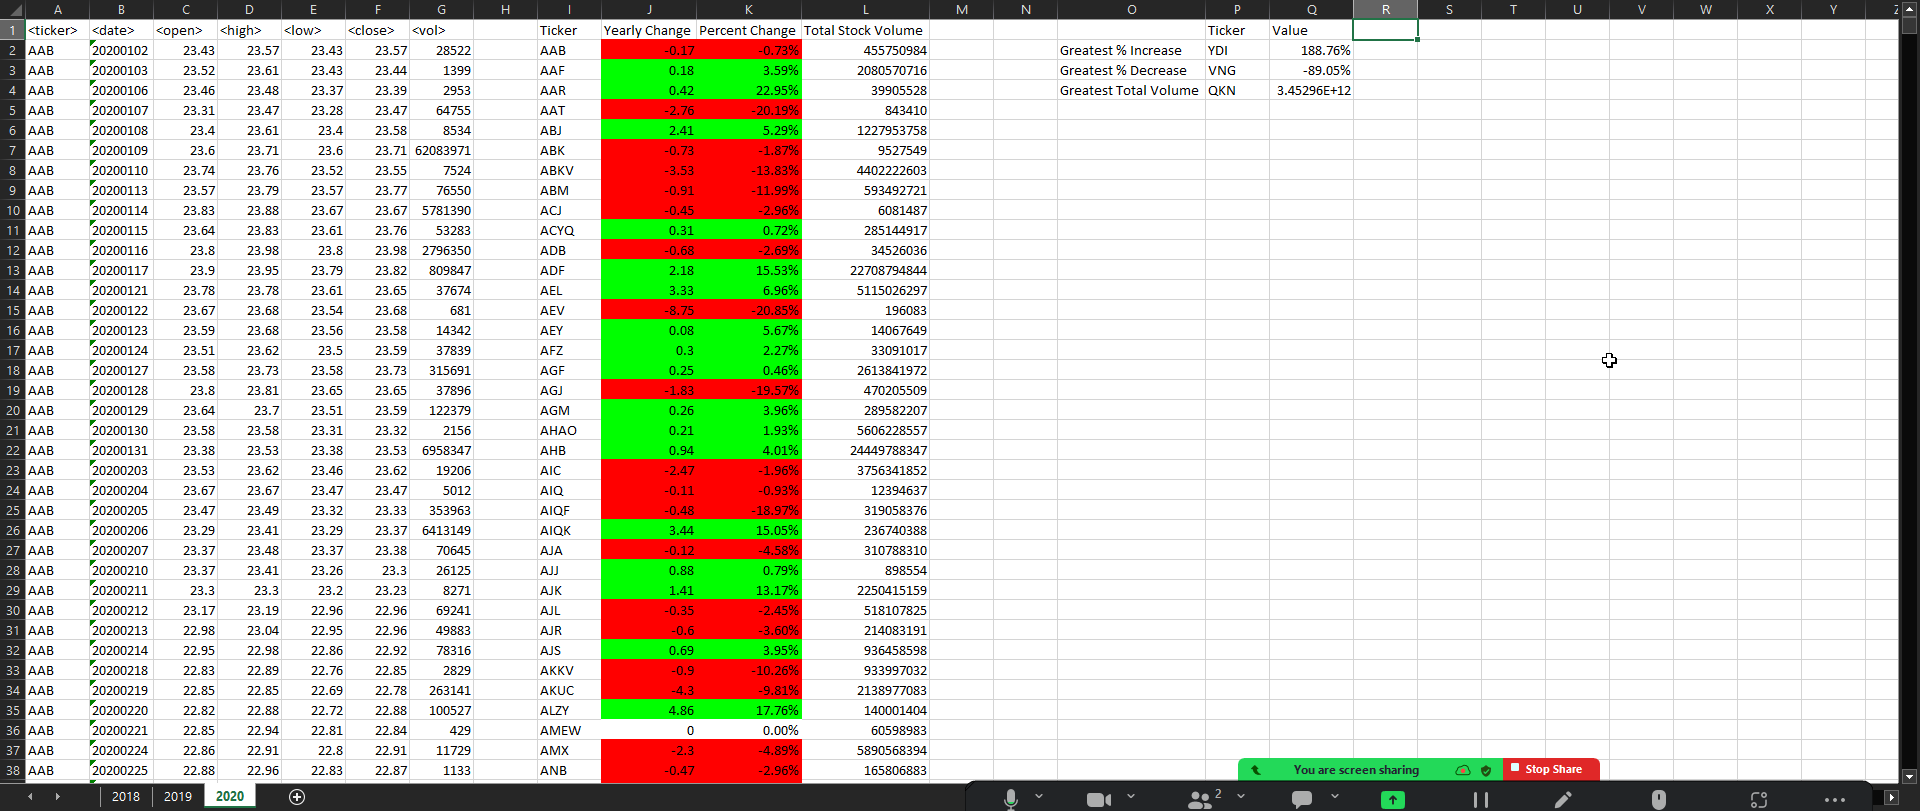 A B C D E F G H I J K L M N O P Q R S T U V W X Y Z
1 <ticker> <date> <open> <high> <low> <close> <vol> Ticker Yearly Change Percent Change Total Stock Volume Ticker Value
2 AAB 20200102 23.43 23.57 23.43 23.57 28522 AAB -0.17 -0.73% 455750984 Greatest % Increase YDI 188.76%
3 AAB 20200103 23.52 23.61 23.43 23.44 1399 AAF 0.18 3.59% 2080570716 Greatest % Decrease VNG -89.05%
4 AAB 20200106 23.46 23.48 23.37 23.39 2953 AAR 0.42 22.95% 39905528 Greatest Total Volume QKN 3.45296E+12
5 AAB 20200107 23.31 23.47 23.28 23.47 64755 AAT -2.76 -20.19% 843410
6 AAB 20200108 23.4 23.61 23.4 23.58 8534 ABJ 2.41 5.29% 1227953758
7 AAB 20200109 23.6 23.71 23.6 23.71 62083971 ABK -0.73 -1.87% 9527549
8 AAB 20200110 23.74 23.76 23.52 23.55 7524 ABKV -3.53 -13.83% 4402222603
9 AAB 20200113 23.57 23.79 23.57 23.77 76550 ABM -0.91 -11.99% 593492721
10 AAB 20200114 23.83 23.88 23.67 23.67 5781390 ACJ -0.45 -2.96% 6081487
11 AAB 20200115 23.64 23.83 23.61 23.76 53283 ACYQ 0.31 0.72% 285144917
12 AAB 20200116 23.8 23.98 23.8 23.98 2796350 ADB -0.68 -2.69% 34526036
13 AAB 20200117 23.9 23.95 23.79 23.82 809847 ADF 2.18 15.53% 22708794844
14 AAB 20200121 23.78 23.78 23.61 23.65 37674 AEL 3.33 6.96% 5115026297
15 AAB 20200122 23.67 23.68 23.54 23.68 681 AEV -8.75 -20.85% 196083
16 AAB 20200123 23.59 23.68 23.56 23.58 14342 AEY 0.08 5.67% 14067649
17 AAB 20200124 23.51 23.62 23.5 23.59 37839 AFZ 0.3 2.27% 33091017
18 AAB 20200127 23.58 23.73 23.58 23.73 315691 AGF 0.25 0.46% 2613841972
19 AAB 20200128 23.8 23.81 23.65 23.65 37896 AGJ -1.83 -19.57% 470205509
20 AAB 20200129 23.64 23.7 23.51 23.59 122379 AGM 0.26 3.96% 289582207
21 AAB 20200130 23.58 23.58 23.31 23.32 2156 AHAO 0.21 1.93% 5606228557
22 AAB 20200131 23.38 23.53 23.38 23.53 6958347 AHB 0.94 4.01% 24449788347
23 AAB 20200203 23.53 23.62 23.46 23.62 19206 AIC -2.47 -1.96% 3756341852
24 AAB 20200204 23.67 23.67 23.47 23.47 5012 AIQ -0.11 -0.93% 12394637
25 AAB 20200205 23.47 23.49 23.32 23.33 353963 AIQF -0.48 -18.97% 319058376
26 AAB 20200206 23.29 23.41 23.29 23.37 6413149 AIQK 3.44 15.05% 236740388
27 AAB 20200207 23.37 23.48 23.37 23.38 70645 AJA -0.12 -4.58% 310788310
28 AAB 20200210 23.37 23.41 23.26 23.3 26125 AJJ 0.88 0.79% 898554
29 AAB 20200211 23.3 23.3 23.2 23.23 8271 AJK 1.41 13.17% 2250415159
30 AAB 20200212 23.17 23.19 22.96 22.96 69241 AJL -0.35 -2.45% 518107825
31 AAB 20200213 22.98 23.04 22.95 22.96 49883 AJR -0.6 -3.60% 214083191
32 AAB 20200214 22.95 22.98 22.86 22.92 78316 AJS 0.69 3.95% 936458598
33 AAB 20200218 22.83 22.89 22.76 22.85 2829 AKKV -0.9 -10.26% 933997032
34 AAB 20200219 22.85 22.85 22.69 22.78 263141 AKUC -4.3 -9.81% 2138977083
35 AAB 20200220 22.82 22.88 22.72 22.88 100527 ALZY 4.86 17.76% 140001404
36 AAB 20200221 22.85 22.94 22.81 22.84 429 AMEW 0 0.00% 60598983
37 AAB 20200224 22.86 22.91 22.8 22.91 11729 AMX -2.3 -4.89% 5890568394
38 AAB 20200225 22.88 22.96 22.83 22.87 1133 ANB -0.47 -2.96% 165806883
You are screen sharing Stop Share
2018 2019 2020
2